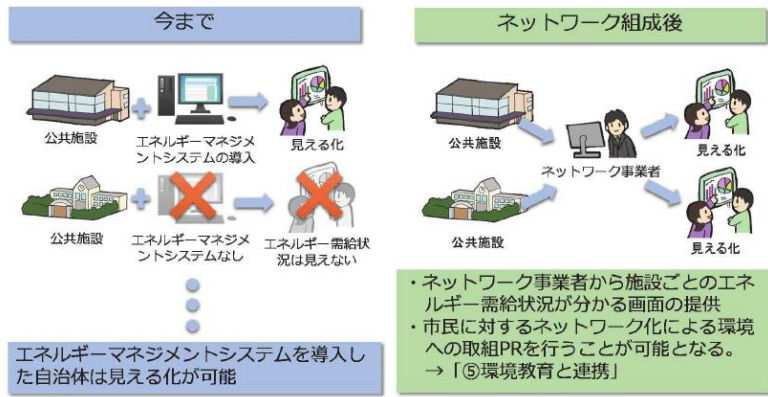 今まで
公共施設
エネルギーマネジメ
ントシステムの導入
見える化
公共施設
エネルギーマネジメ
ントシステムなし
エネルギー需給状
況は見えない
エネルギーマネジメントシステムを導入し
た自治体は見える化が可能
ネットワーク組成後
公共施設
ネットワーク事業者
見える化
公共施設
見える化
・ネットワーク事業者から施設ごとのエネ
ルギー需給状況が分かる画面の提供
・市民に対するネットワーク化による環境
への取組PRを行うことが可能となる。
→「⑤環境教育と連携」